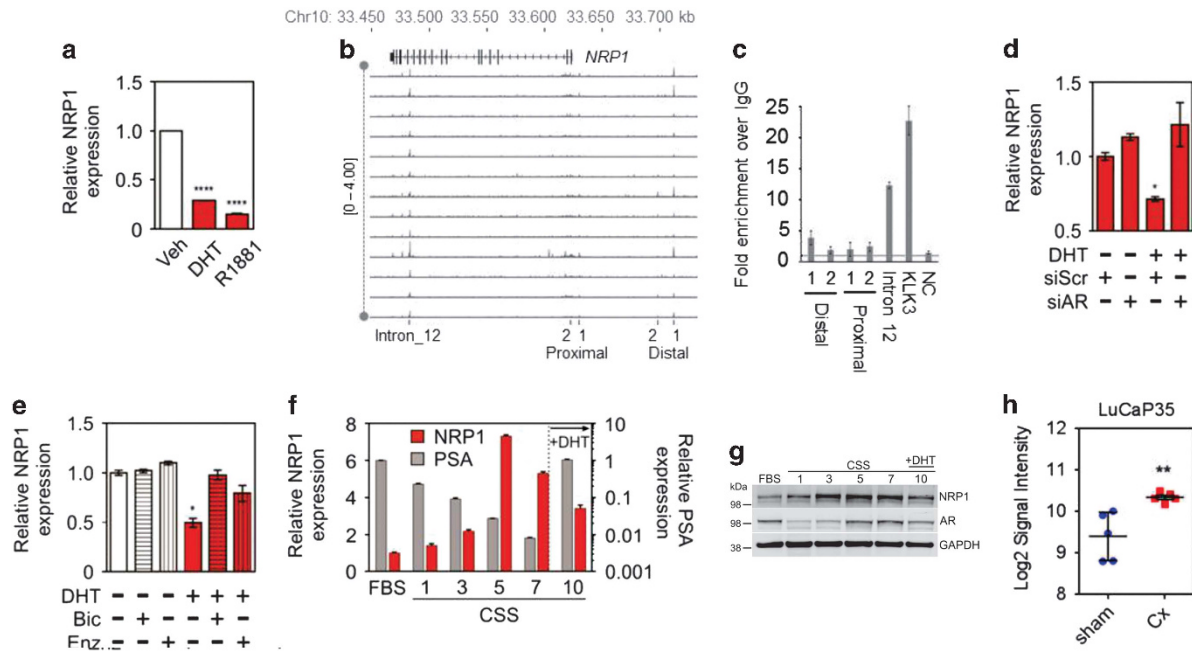 Chr10: 33.450 33.500 33.550 33.600 33.650 33.700 kb
a
Relative NRP1
expression
1.5
1.0
0.5
0
****
****
Veh
DHT
R1881
b
NRP1
[0 – 4.00]
Intron_12
2 1
Proximal
2 1
Distal
c
Fold enrichment over IgG
25
20
15
10
5
0
1
2
Distal
1
2
Proximal
Intron 12
KLK3
NC
d
Relative NRP1
expression
1.5
1.0
0.5
*
DHT - - + +
siScr + - + -
siAR - + - +
e
Relative NRP1
expression
1.5
1.0
0.5
0
*
DHT - - - + + +
Bic - + - - + -
Enz - - + - - +
f
Relative NRP1
expression
8
6
4
2
0
NRP1
PSA
+DHT
10
1
0.1
0.01
0.001
Relative PSA
expression
FBS 1 3 5 7 10
CSS
g
+DHT
CSS
kDa FBS 1 3 5 7 10
98
NRP1
98
AR
38
GAPDH
h
LuCaP35
Log2 Signal Intensity
12
11
10
9
8
**
sham
Cx